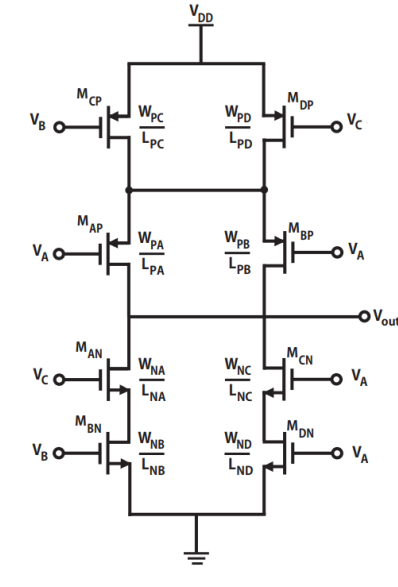 VDD
MCP WPC WPD MDP
VB LPC LPD VC
MAP WPA WPB MBP
VA LPA LPB VA
Vout
MAN WNA WNC MCN
VC LNA LNC VA
MBN WNB WND MDN
VB LNB LND VA